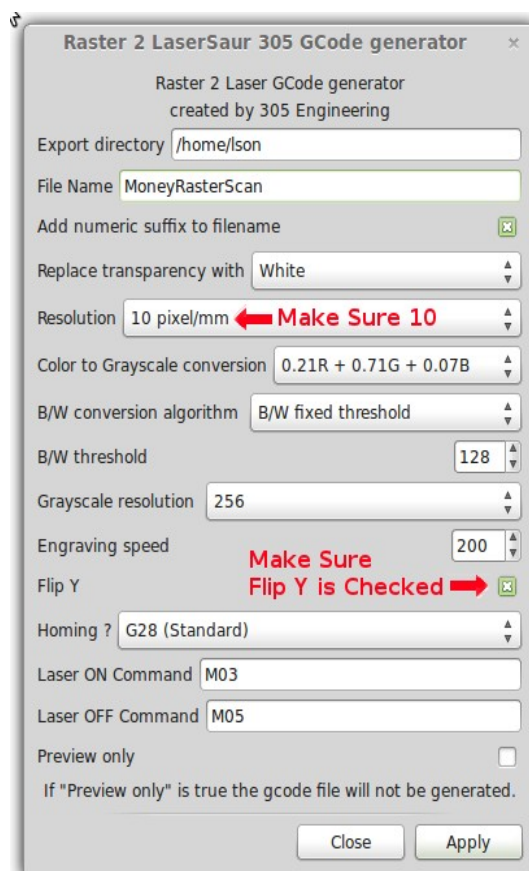 Raster 2 LaserSaur 305 GCode generator
Raster 2 Laser GCode generator
created by 305 Engineering
Export directory /home/lson
File Name MoneyRasterScan
Add numeric suffix to filename
Replace transparency with White
Resolution 10 pixel/mm Make Sure 10
Color to Grayscale conversion 0.21R + 0.71G + 0.07B
B/W conversion algorithm B/W fixed threshold
B/W threshold 128
Grayscale resolution 256
Engraving speed 200
Make Sure
Flip Y Flip Y is Checked
Homing ? G28 (Standard)
Laser ON Command M03
Laser OFF Command M05
Preview only
If "Preview only" is true the gcode file will not be generated.
Close Apply